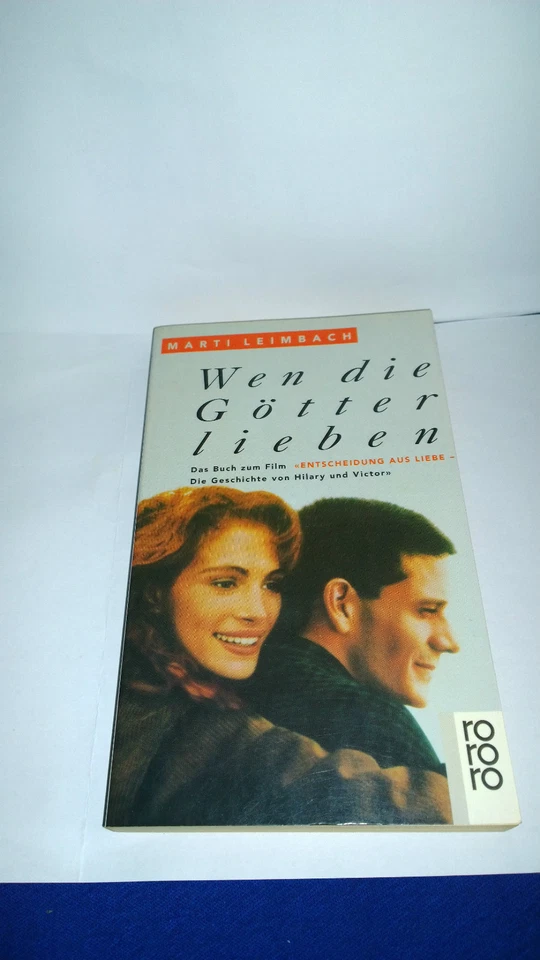 MARTI LEIMBACH
Wen die
Götter
lieben
Das Buch zum Film «ENTSCHEIDUNG AUS LIEBE –
Die Geschichte von Hilary und Victor»
ro
ro
ro